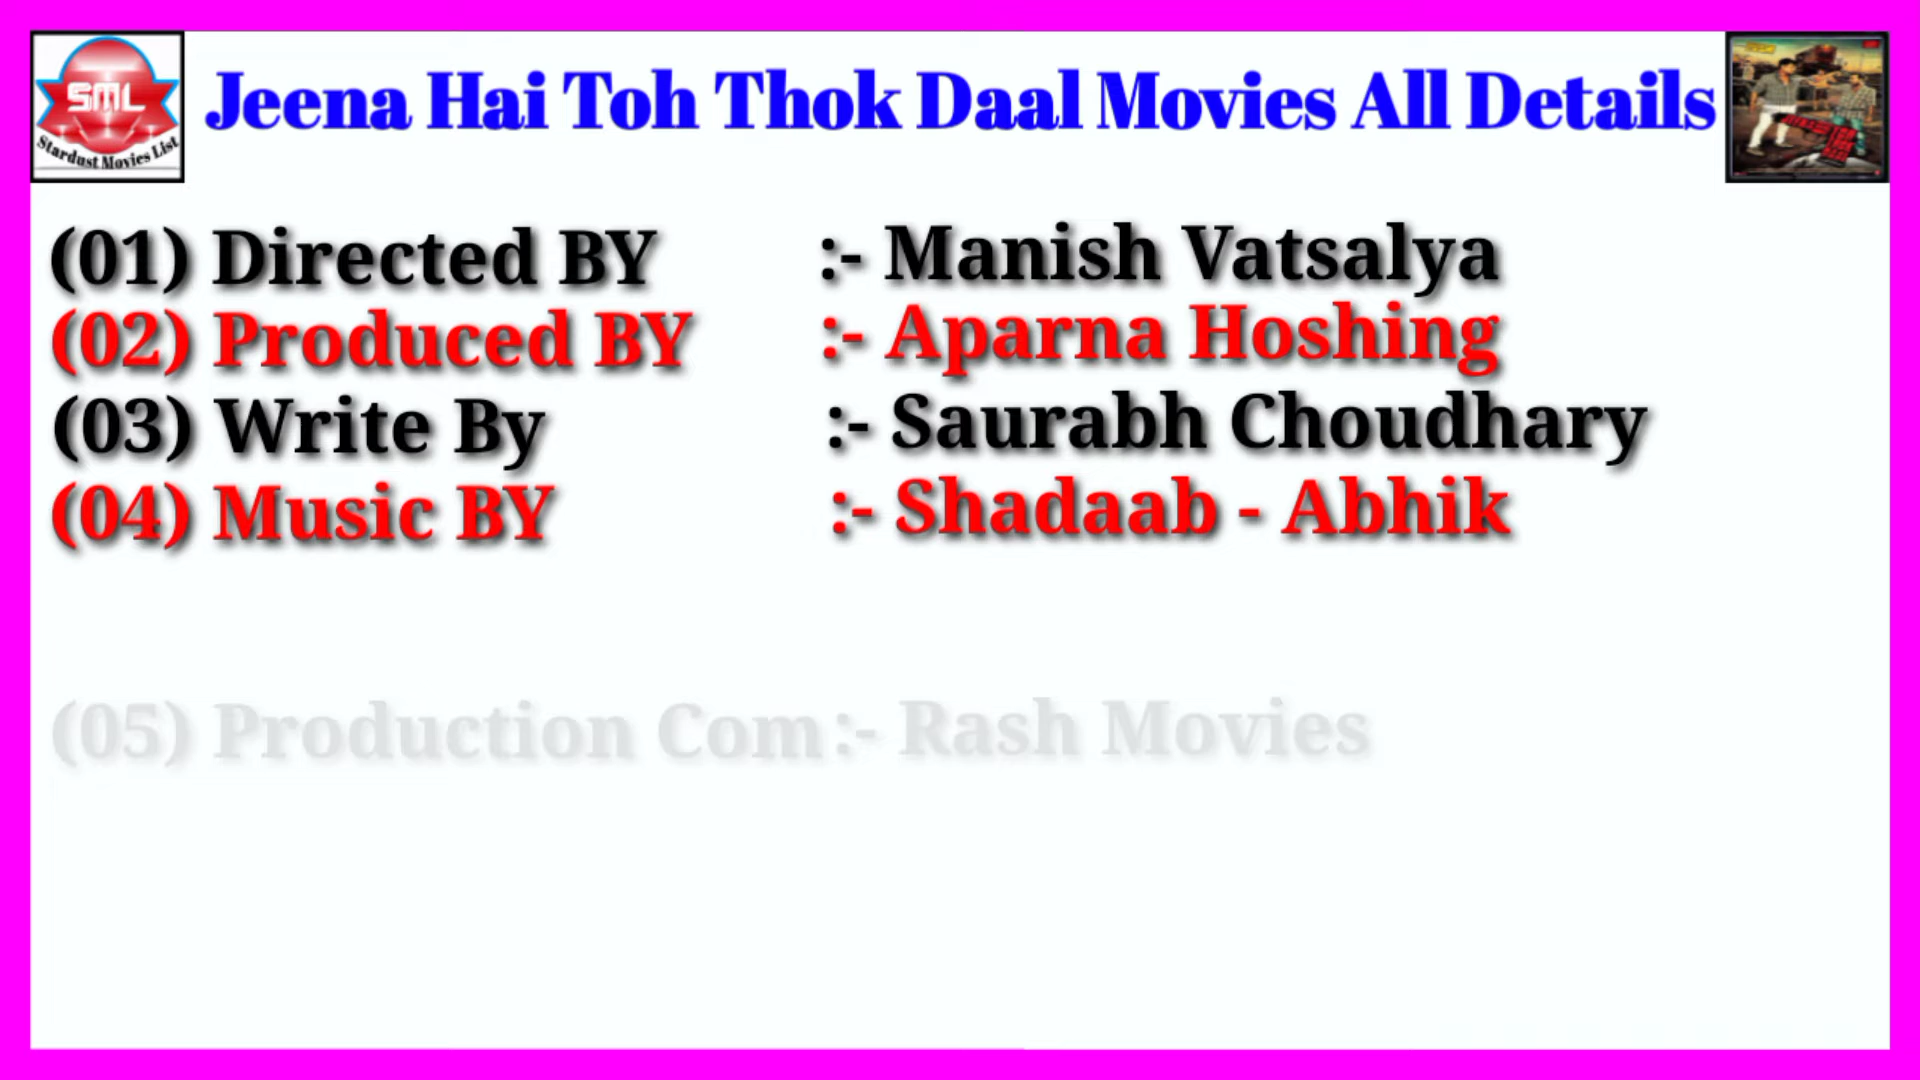 SML
Stardust Movies List
Jeena Hai Toh Thok Daal Movies All Details
(01) Directed BY :- Manish Vatsalya
(02) Produced BY :- Aparna Hoshing
(03) Write By :- Saurabh Choudhary
(04) Music BY :- Shadaab - Abhik
(05) Production Com :- Rash Movies